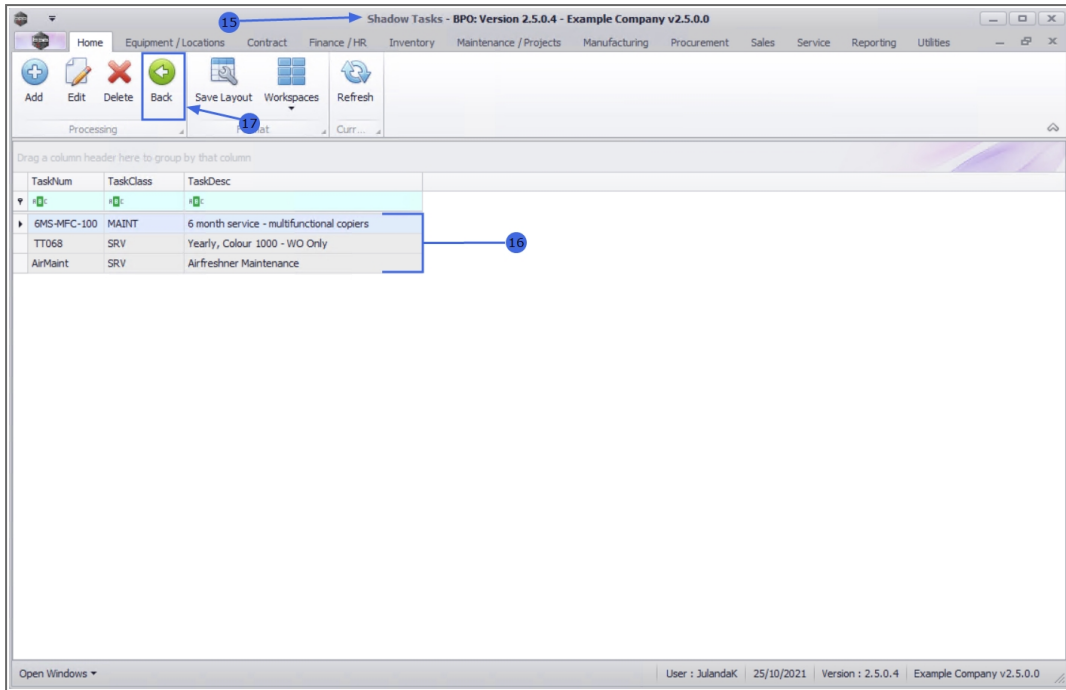 15
Shadow Tasks - BPO: Version 2.5.0.4 - Example Company v2.5.0.0
Home Equipment / Locations Contract Finance / HR Inventory Maintenance / Projects Manufacturing Procurement Sales Service Reporting Utilities
Add Edit Delete Back Save Layout Workspaces Refresh
17
Processing Curr...
Drag a column header here to group by that column
TaskNum TaskClass TaskDesc
6MS-MFC-100 MAINT 6 month service - multifunctional copiers
TT068 SRV Yearly, Colour 1000 - WO Only
16
AirMaint SRV Airfreshner Maintenance
Open Windows User : JulandaK 25/10/2021 Version : 2.5.0.4 Example Company v2.5.0.0